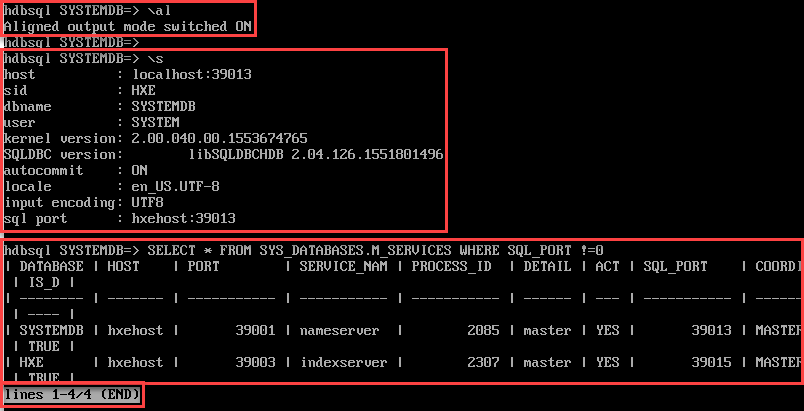 hdbsql SYSTEMDB=> \al
Aligned output mode switched ON
hdbsql SYSTEMDB=>
hdbsql SYSTEMDB=> \s
host          : localhost:39013
sid           : HXE
dbname        : SYSTEMDB
user          : SYSTEM
kernel version: 2.00.040.00.1553674765
SQLDBC version:        libSQLDBCHDB 2.04.126.1551801496
autocommit    : ON
locale        : en_US.UTF-8
input encoding: UTF8
sql port      : hxehost:39013
hdbsql SYSTEMDB=> SELECT * FROM SYS_DATABASES.M_SERVICES WHERE SQL_PORT !=0
| DATABASE | HOST    | PORT        | SERVICE_NAM | PROCESS_ID  | DETAIL | ACT | SQL_PORT    | COORDI
 | IS_D |
| -------- | ------- | ----------- | ----------- | ----------- | ------ | --- | ----------- | ------
 | ---- |
| SYSTEMDB | hxehost |       39001 | nameserver  |        2085 | master | YES |       39013 | MASTER
 | TRUE |
| HXE      | hxehost |       39003 | indexserver |        2307 | master | YES |       39015 | MASTER
 | TRUE |
lines 1-4/4 (END)